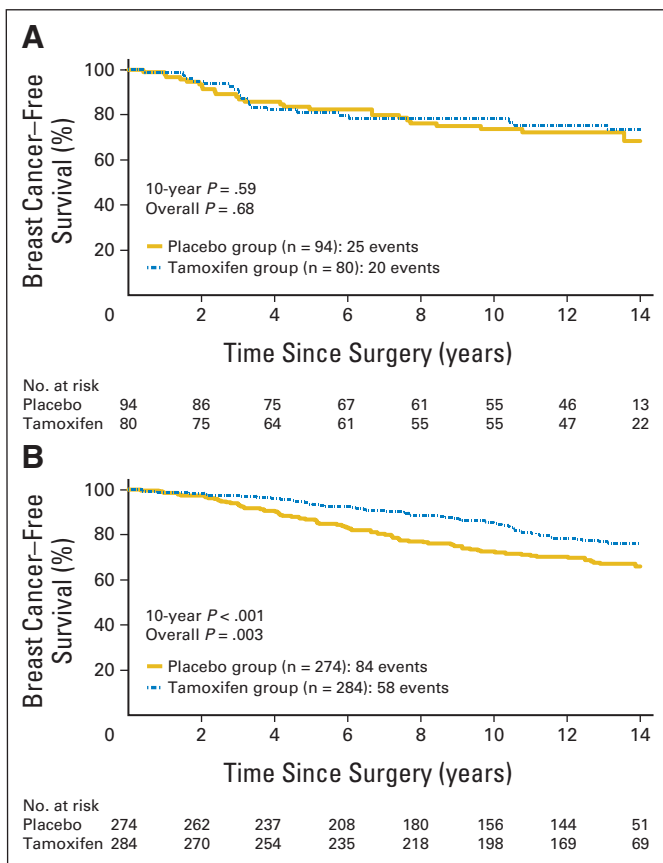 A
Breast Cancer–Free
Survival (%)
100
80
60
40
20
0
10-year P = .59
Overall P = .68
Placebo group (n = 94): 25 events
Tamoxifen group (n = 80): 20 events
2 4 6 8 10 12 14
Time Since Surgery (years)
No. at risk
Placebo 94 86 75 67 61 55 46 13
Tamoxifen 80 75 64 61 55 55 47 22
B
Breast Cancer–Free
Survival (%)
100
80
60
40
20
0
10-year P < .001
Overall P = .003
Placebo group (n = 274): 84 events
Tamoxifen group (n = 284): 58 events
2 4 6 8 10 12 14
Time Since Surgery (years)
No. at risk
Placebo 274 262 237 208 180 156 144 51
Tamoxifen 284 270 254 235 218 198 169 69